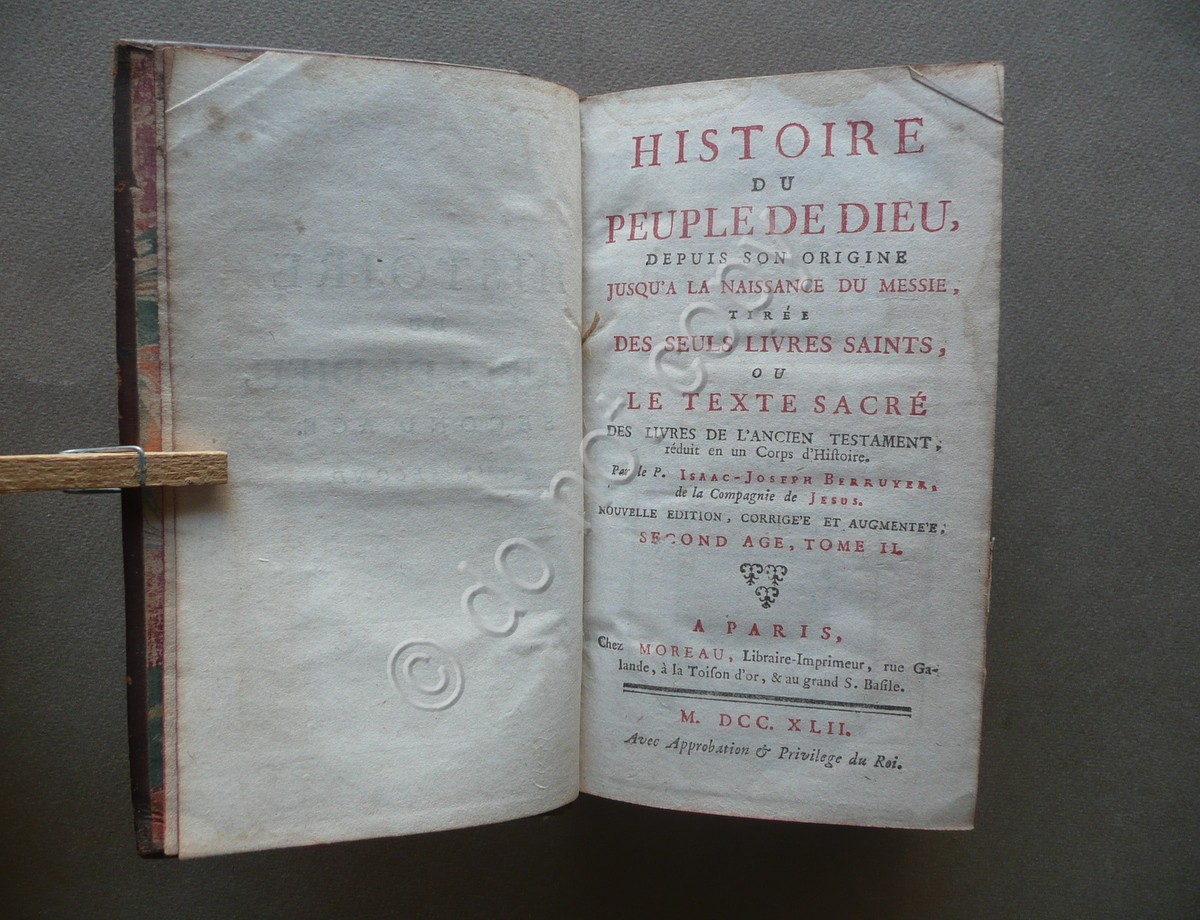 HISTOIRE
DU
PEUPLE DE DIEU,
DEPUIS SON ORIGINE
JUSQU'A LA NAISSANCE DU MESSIE,
TIRÉE
DES SEULS LIVRES SAINTS,
OU
LE TEXTE SACRÉ
DES LIVRES DE L'ANCIEN TESTAMENT,
réduit en un Corps d'Hiſtoire.
Par le P. ISAAC-JOSEPH BERRUYER,
de la Compagnie de JESUS.
NOUVELLE EDITION, CORRIGE'E ET AUGMENTE'E,
SECOND AGE, TOME II.
A PARIS,
Chez MOREAU, Libraire-Imprimeur, rue Ga-
lande, à la Toiſon d'or, & au grand S. Baſile.
M. DCC. XLII.
Avec Approbation & Privilege du Roi.